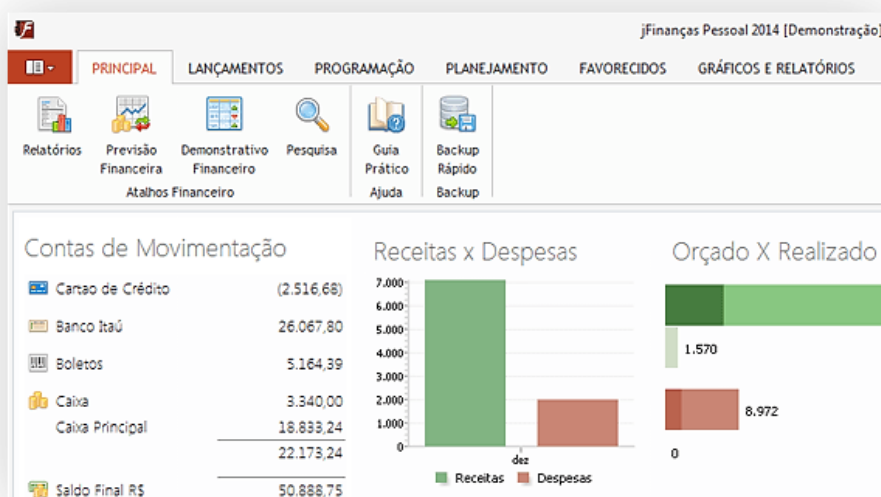 jFinanças Pessoal 2014 [Demonstração]
PRINCIPAL LANÇAMENTOS PROGRAMAÇÃO PLANEJAMENTO FAVORECIDOS GRÁFICOS E RELATÓRIOS
Relatórios Previsão Demonstrativo Pesquisa Guia Backup
Financeira Financeiro Prático Rápido
Atalhos Financeiro Ajuda Backup
Contas de Movimentação
Cartao de Crédito (2.516,68)
Banco Itaú 26.067,80
Boletos 5.164,39
Caixa 3.340,00
Caixa Principal 18.833,24
22.173,24
Saldo Final R$ 50.888,75
Receitas x Despesas
7.000
6.000
5.000
4.000
3.000
2.000
1.000
0
dez
Receitas Despesas
Orçado X Realizado
1.570
8.972
0